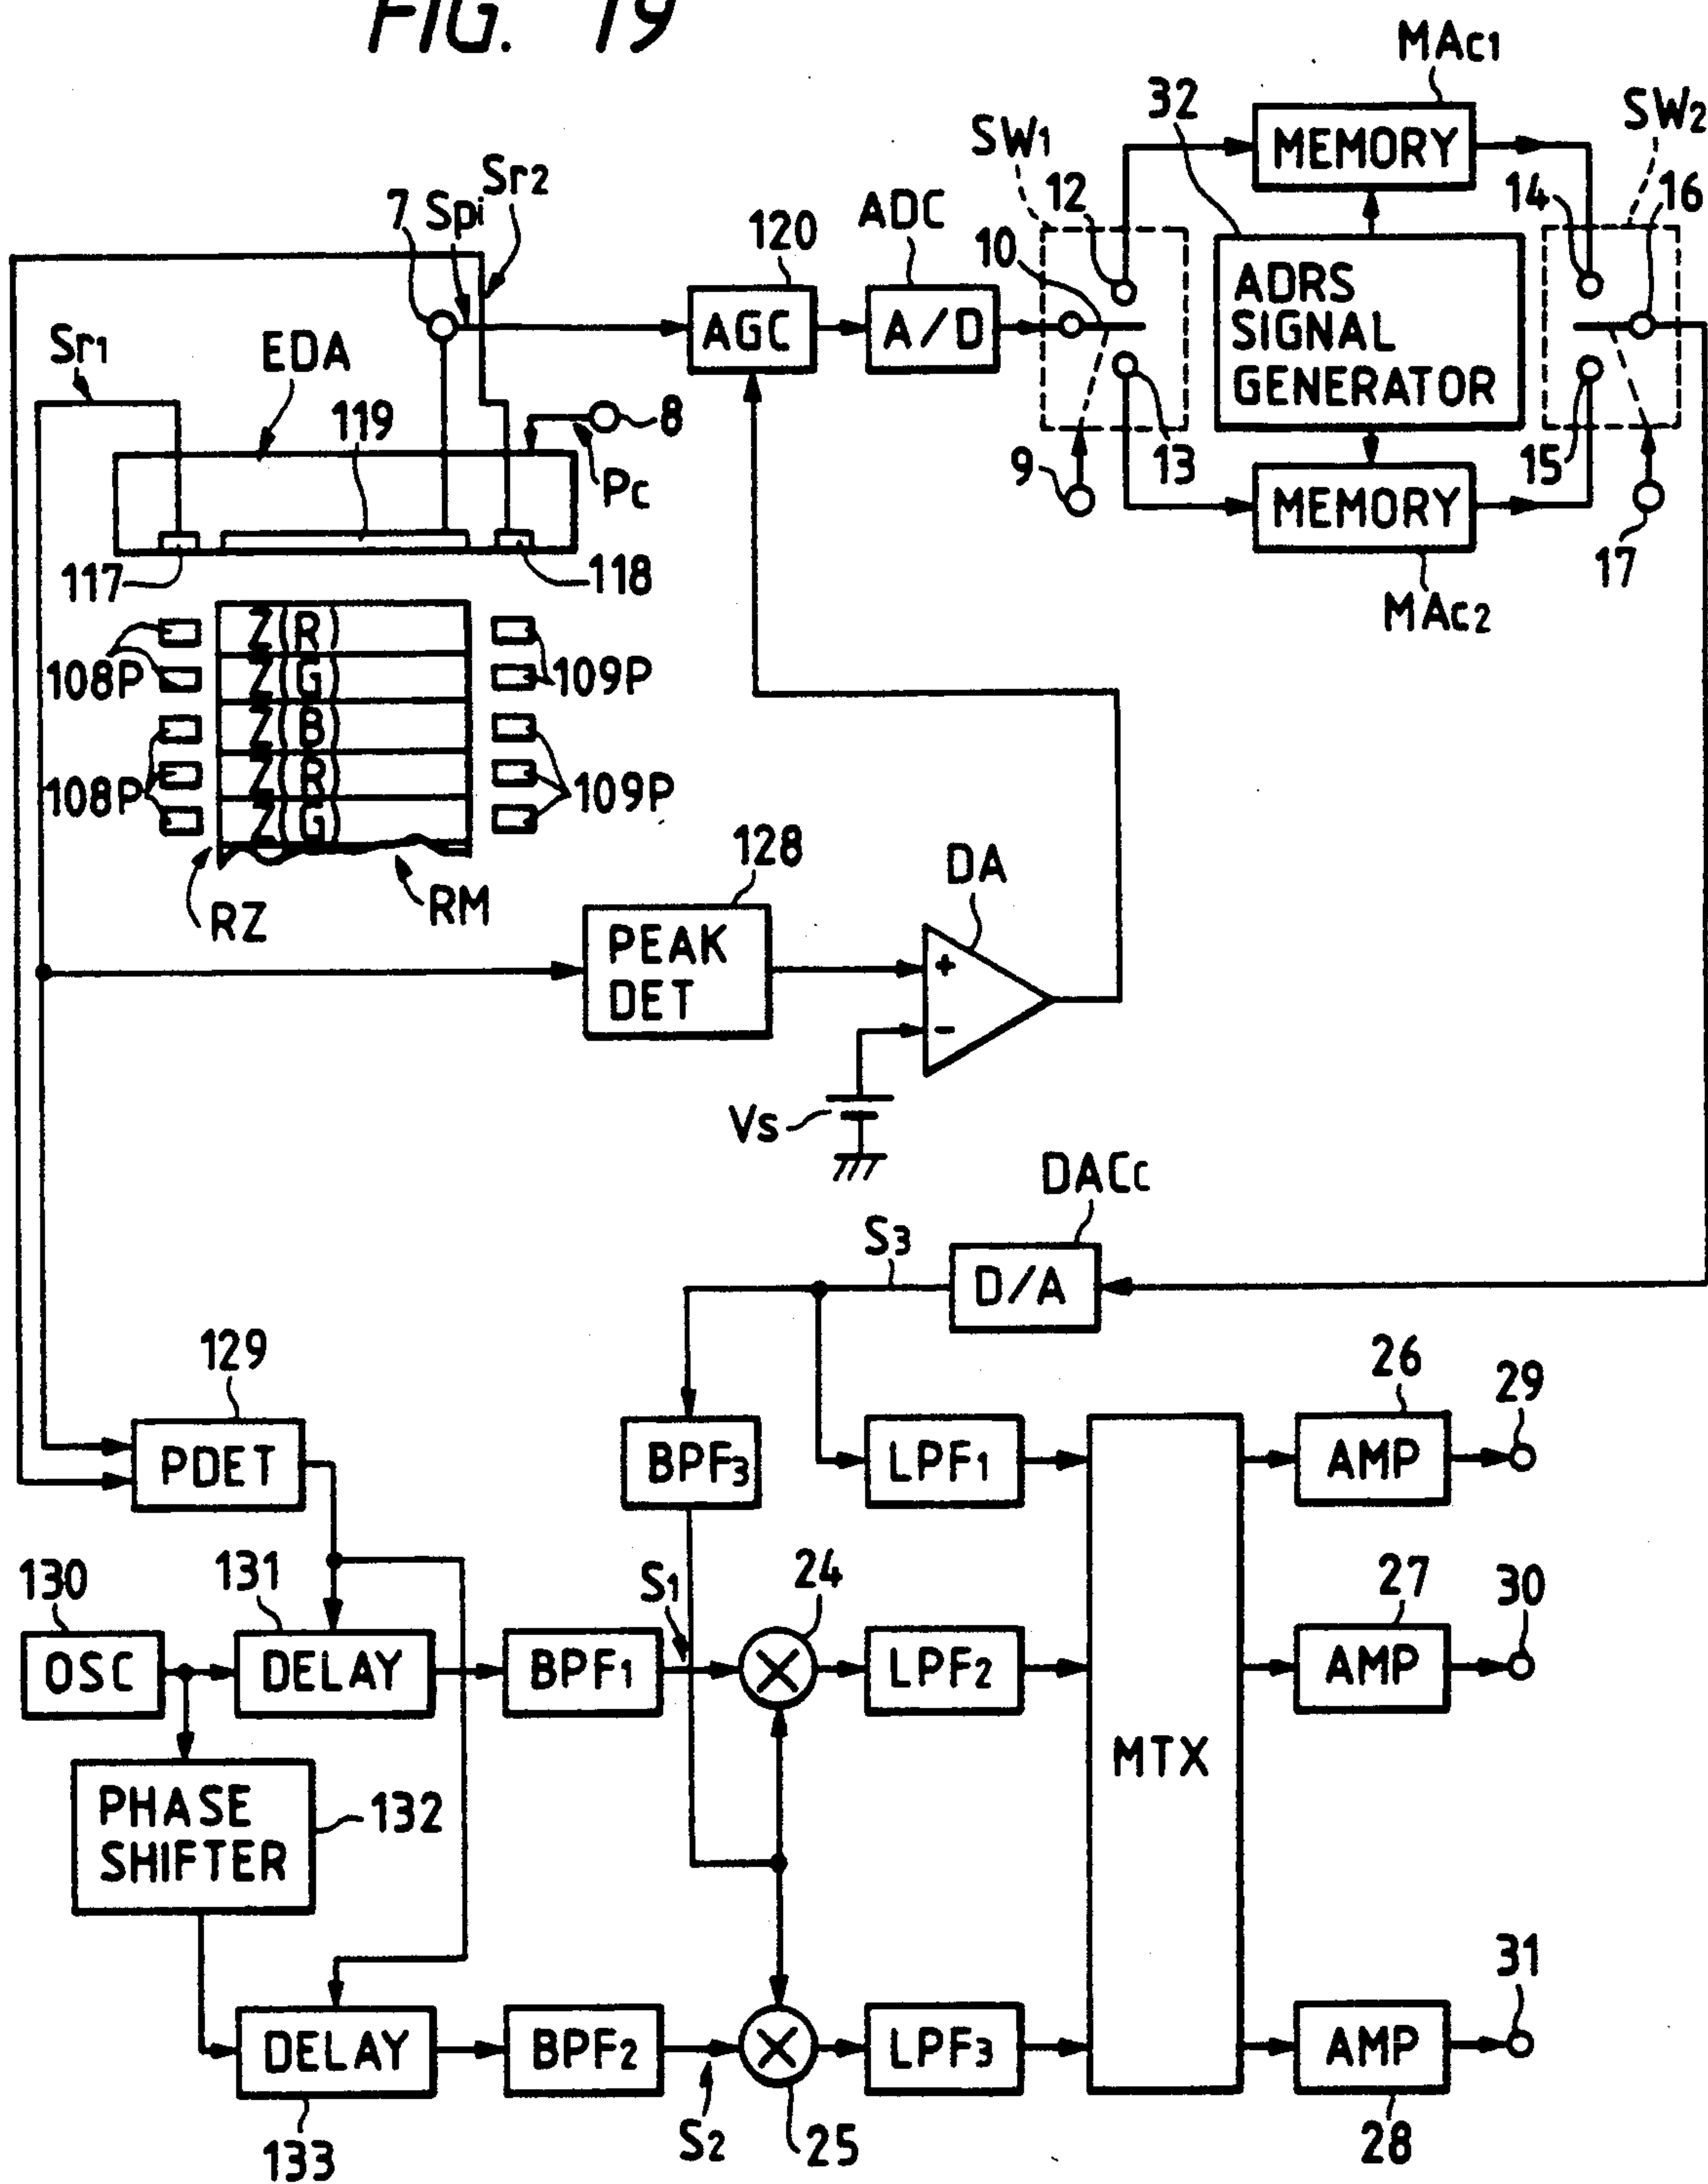 FIG. 19
MAc1
32
SW2
SW1
MEMORY
Sr2
7
Spi
12
14
16
120
ADC
10
Sr1
EDA
AGC
A/D
ADRS
SIGNAL
GENERATOR
119
8
Pc
9
13
15
MEMORY
117
118
17
MAc2
Z(R)
108P
Z(G)
109P
Z(B)
Z(R)
108P
109P
Z(G)
128
DA
RZ
RM
PEAK
DET
+
-
Vs
DACc
S3
D/A
129
26
29
PDET
BPF3
LPF1
AMP
130
131
S1
24
27
30
OSC
DELAY
BPF1
LPF2
AMP
MTX
PHASE
SHIFTER
132
31
DELAY
BPF2
LPF3
AMP
133
S2
25
28